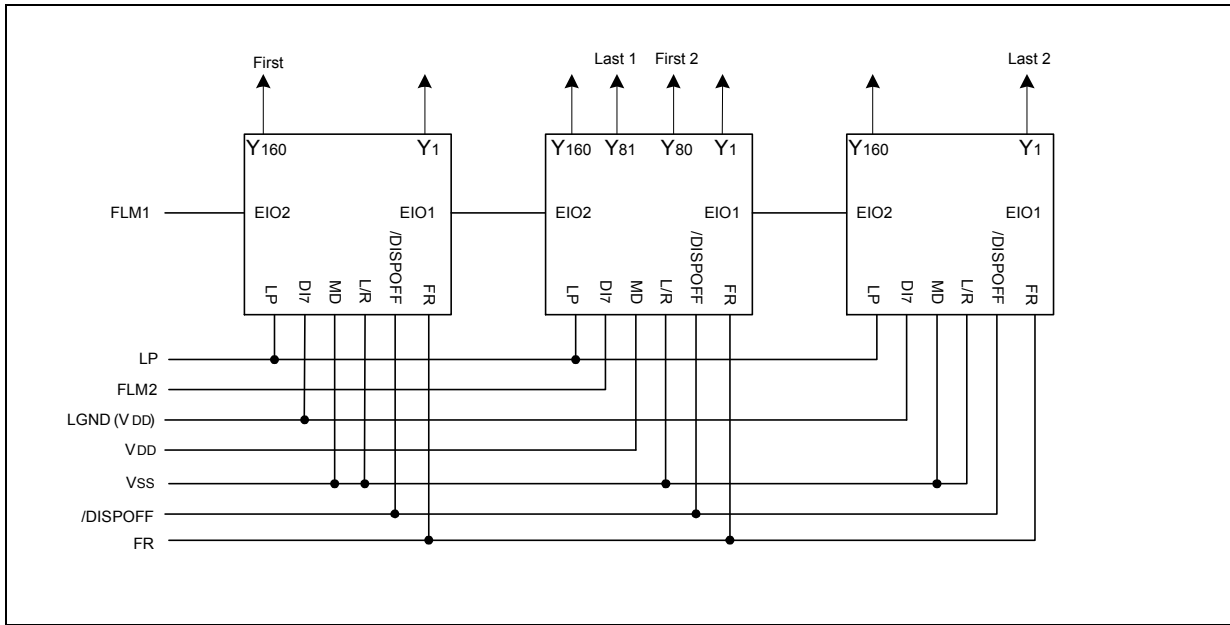 First
Last 1
First 2
Last 2
Y160
Y1
Y160
Y81
Y80
Y1
Y160
Y1
FLM1
EIO2
EIO1
EIO2
EIO1
EIO2
EIO1
LP
DI7
MD
L/R
/DISPOFF
FR
LP
DI7
MD
L/R
/DISPOFF
FR
LP
DI7
MD
L/R
/DISPOFF
FR
LP
FLM2
LGND (VDD)
VDD
VSS
/DISPOFF
FR